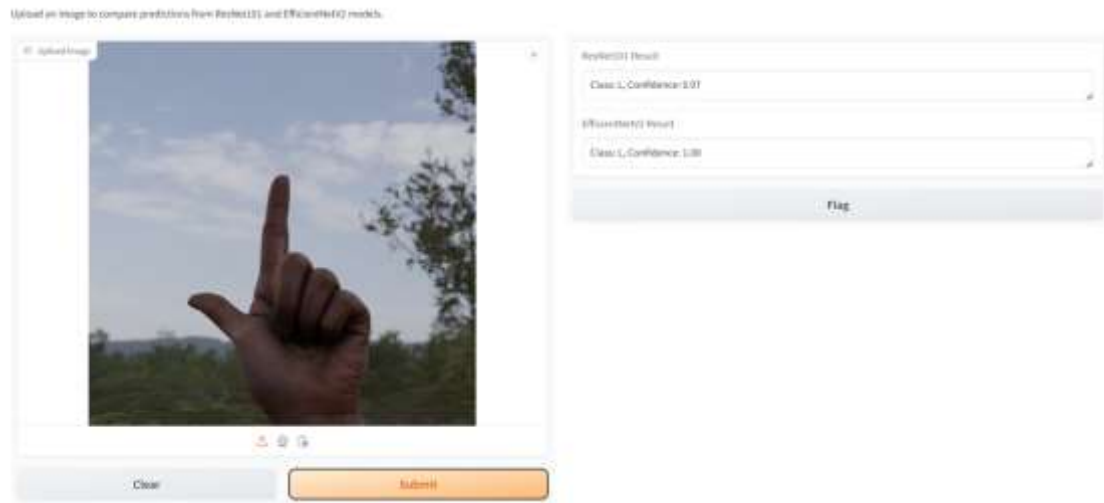 Upload an image to compare predictions from ResNet101 and EfficientNetV2 models.
Upload Image
ResNet101 Result
Class: L, Confidence: 0.97
EfficientNetV2 Result
Class: L, Confidence: 1.00
Flag
Clear
Submit